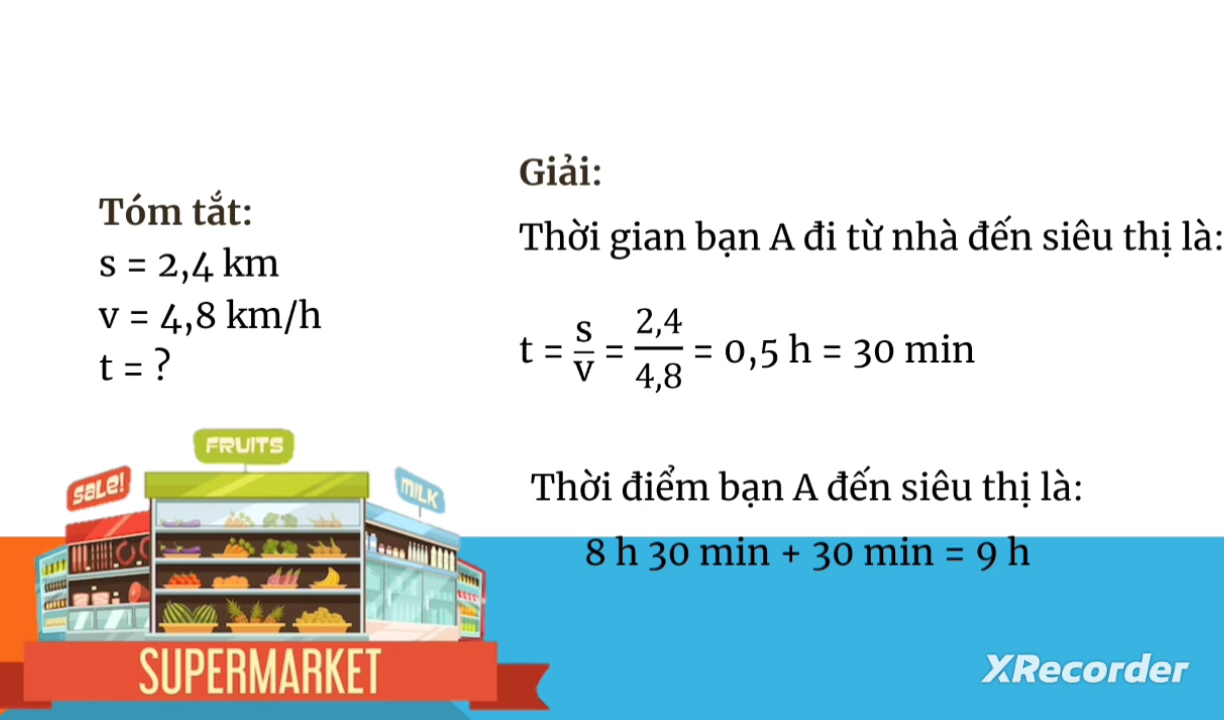 Tóm tắt:
s = 2,4 km
v = 4,8 km/h
t = ?
Giải:
Thời gian bạn A đi từ nhà đến siêu thị là:
t = s/v = 2,4/4,8 = 0,5 h = 30 min
Thời điểm bạn A đến siêu thị là:
8 h 30 min + 30 min = 9 h
FRUITS
SALE!
MILK
SUPERMARKET
XRecorder